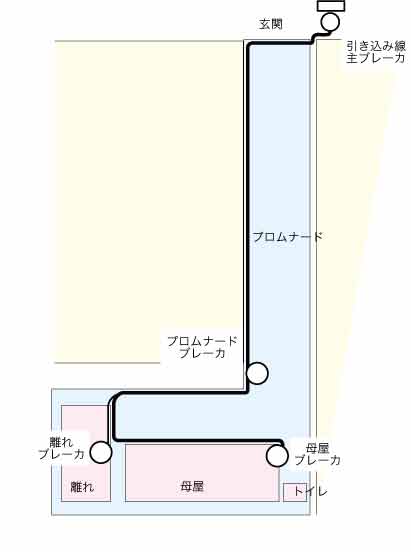 玄関
引き込み線
主ブレーカ
プロムナード
プロムナード
ブレーカ
離れ
ブレーカ
母屋
ブレーカ
離れ
母屋
トイレ